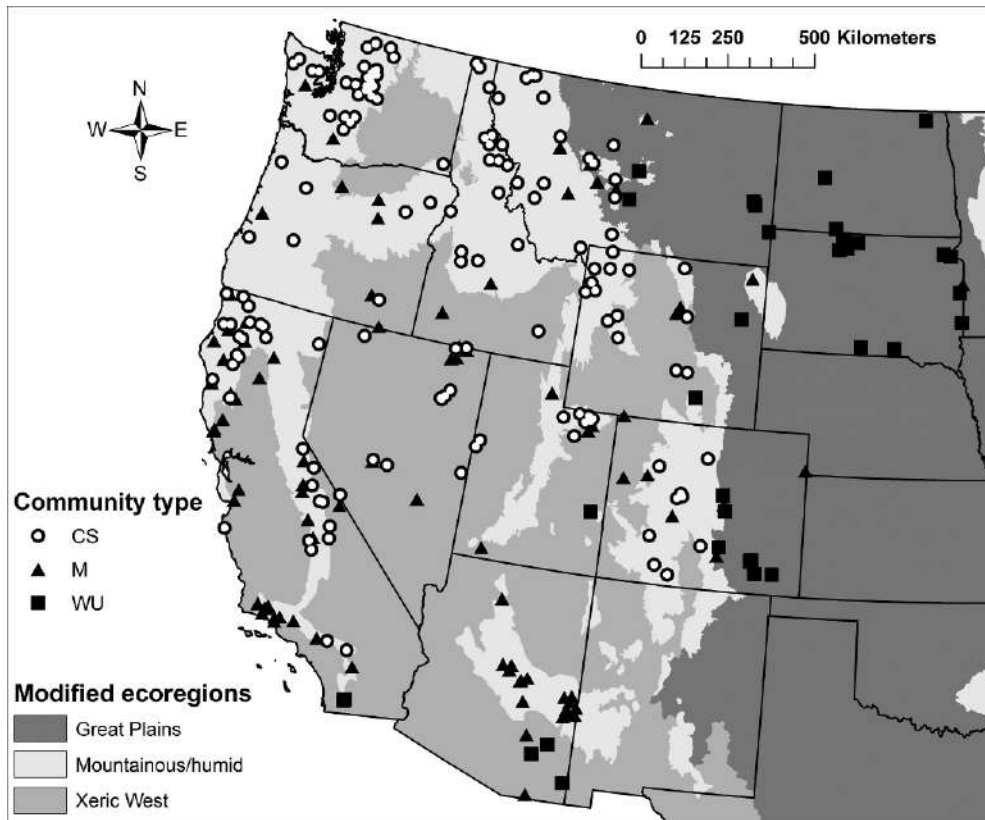 0 125 250 500 Kilometers
N
W E
S
Community type
CS
M
WU
Modified ecoregions
Great Plains
Mountainous/humid
Xeric West